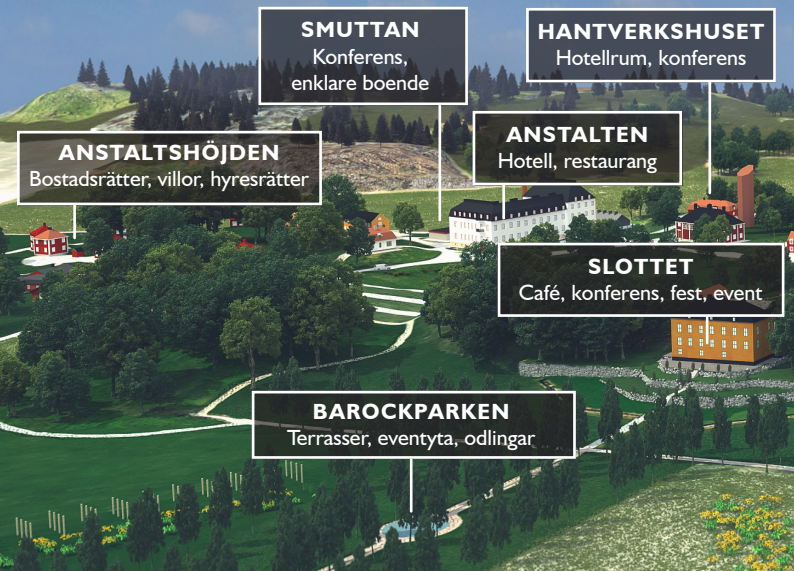 SMUTTAN
Konferens,
enklare boende
HANTVERKSHUSET
Hotellrum, konferens
ANSTALTSHÖJDEN
Bostadsrätter, villor, hyresrätter
ANSTALTEN
Hotell, restaurang
SLOTTET
Café, konferens, fest, event
BAROCKPARKEN
Terrasser, eventyta, odlingar